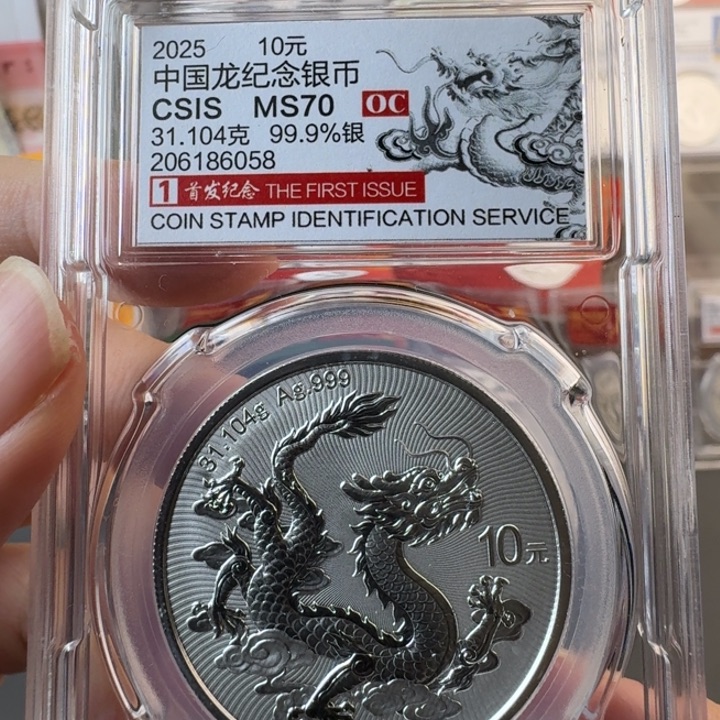 2025 10元
中国龙纪念银币
CSIS MS70 OC
31.104克 99.9%银
206186058
1 首发纪念 THE FIRST ISSUE
COIN STAMP IDENTIFICATION SERVICE
31.104g Ag.999
10元